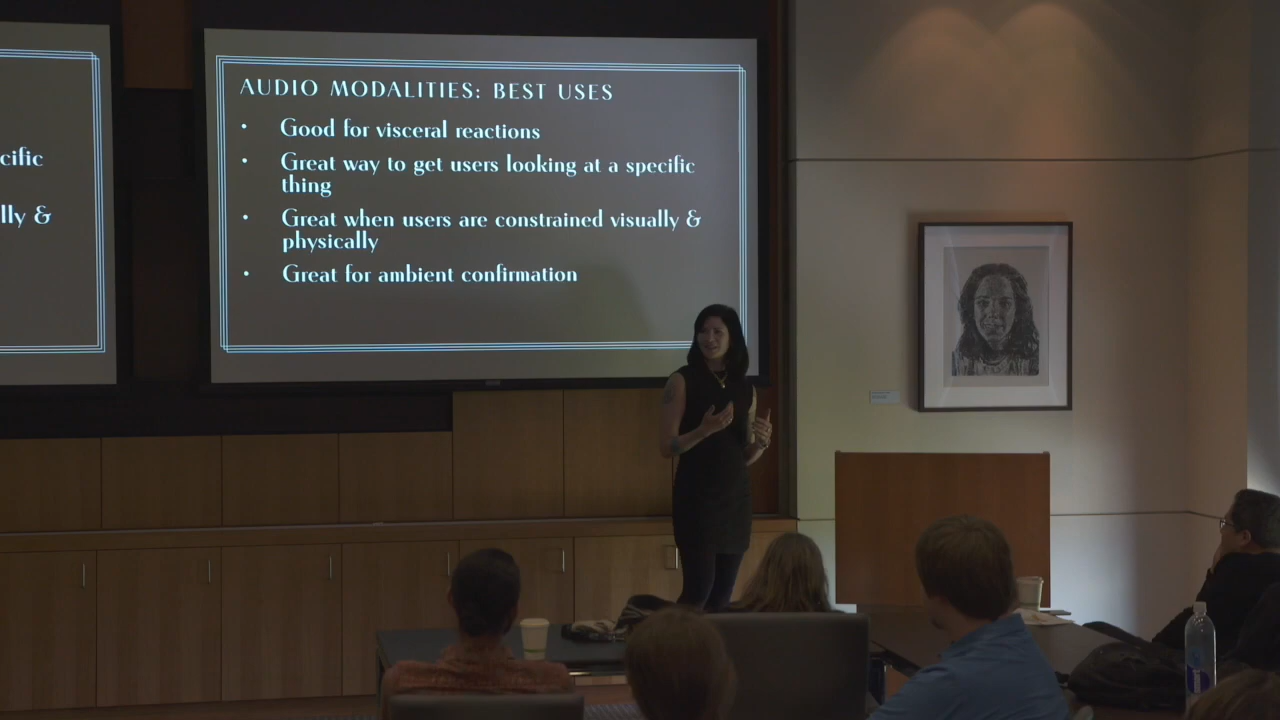 cific
lly &
AUDIO MODALITIES: BEST USES
• Good for visceral reactions
• Great way to get users looking at a specific
thing
• Great when users are constrained visually &
physically
• Great for ambient confirmation